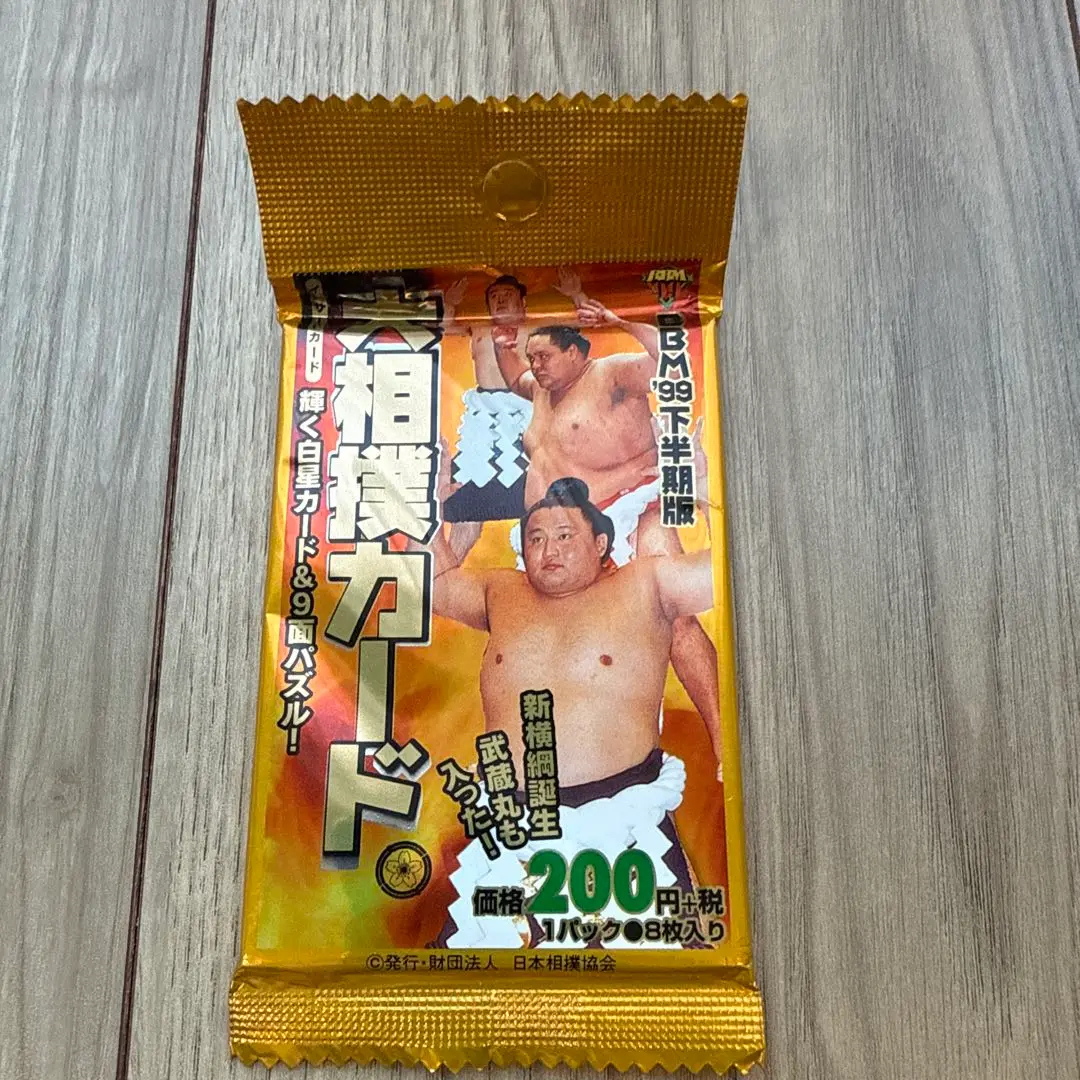 BBM
BBM'99下半期版
大相撲カード
輝く白星カード&9面パズル!
新横綱誕生
武蔵丸も
入った!
価格200円+税
1パック●8枚入り
©発行・財団法人 日本相撲協会